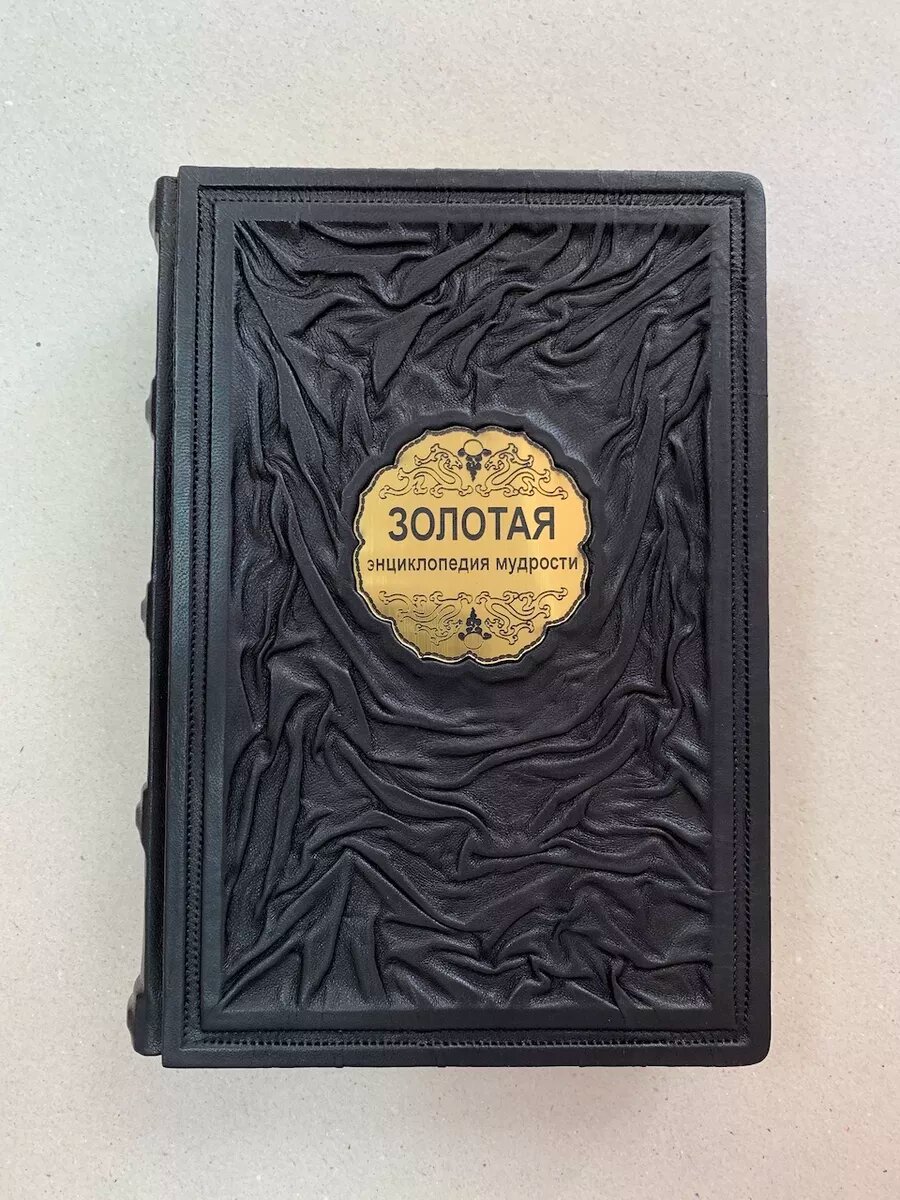 ЗОЛОТАЯ
энциклопедия мудрости